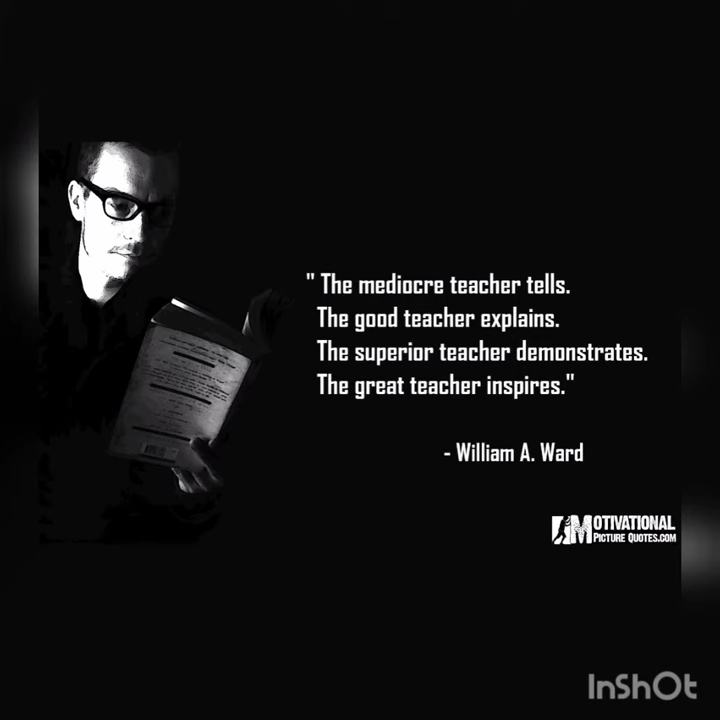 " The mediocre teacher tells.
The good teacher explains.
The superior teacher demonstrates.
The great teacher inspires."
- William A. Ward
MOTIVATIONAL
PICTURE QUOTES.COM
InShOt